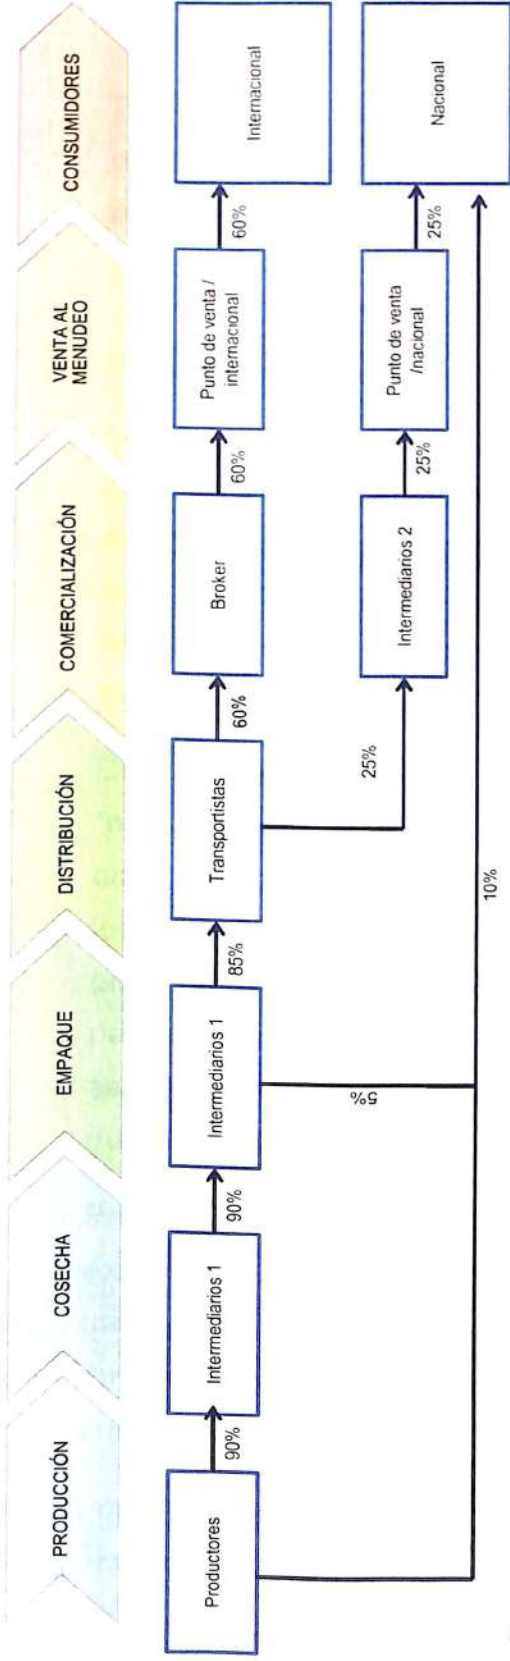 PRODUCCIÓN
COSECHA
EMPAQUE
DISTRIBUCIÓN
COMERCIALIZACIÓN
VENTA AL
MENUDEO
CONSUMIDORES
Productores
90%
Intermediarios 1
90%
Intermediarios 1
85%
Transportistas
60%
Broker
60%
Punto de venta /
internacional
60%
Internacional
5%
25%
Intermediarios 2
25%
Punto de venta
/nacional
25%
Nacional
10%